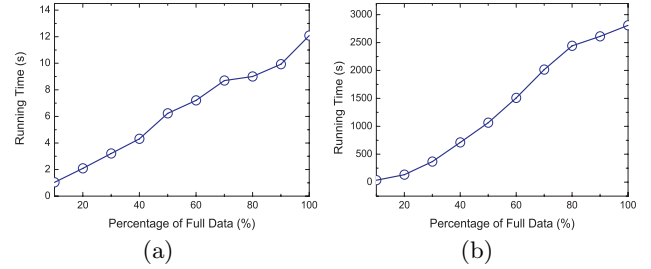 14
12
10
8
6
4
2
0
Running Time (s)
20 40 60 80 100
Percentage of Full Data (%)
(a)
3000
2500
2000
1500
1000
500
0
Running Time (s)
20 40 60 80 100
Percentage of Full Data (%)
(b)